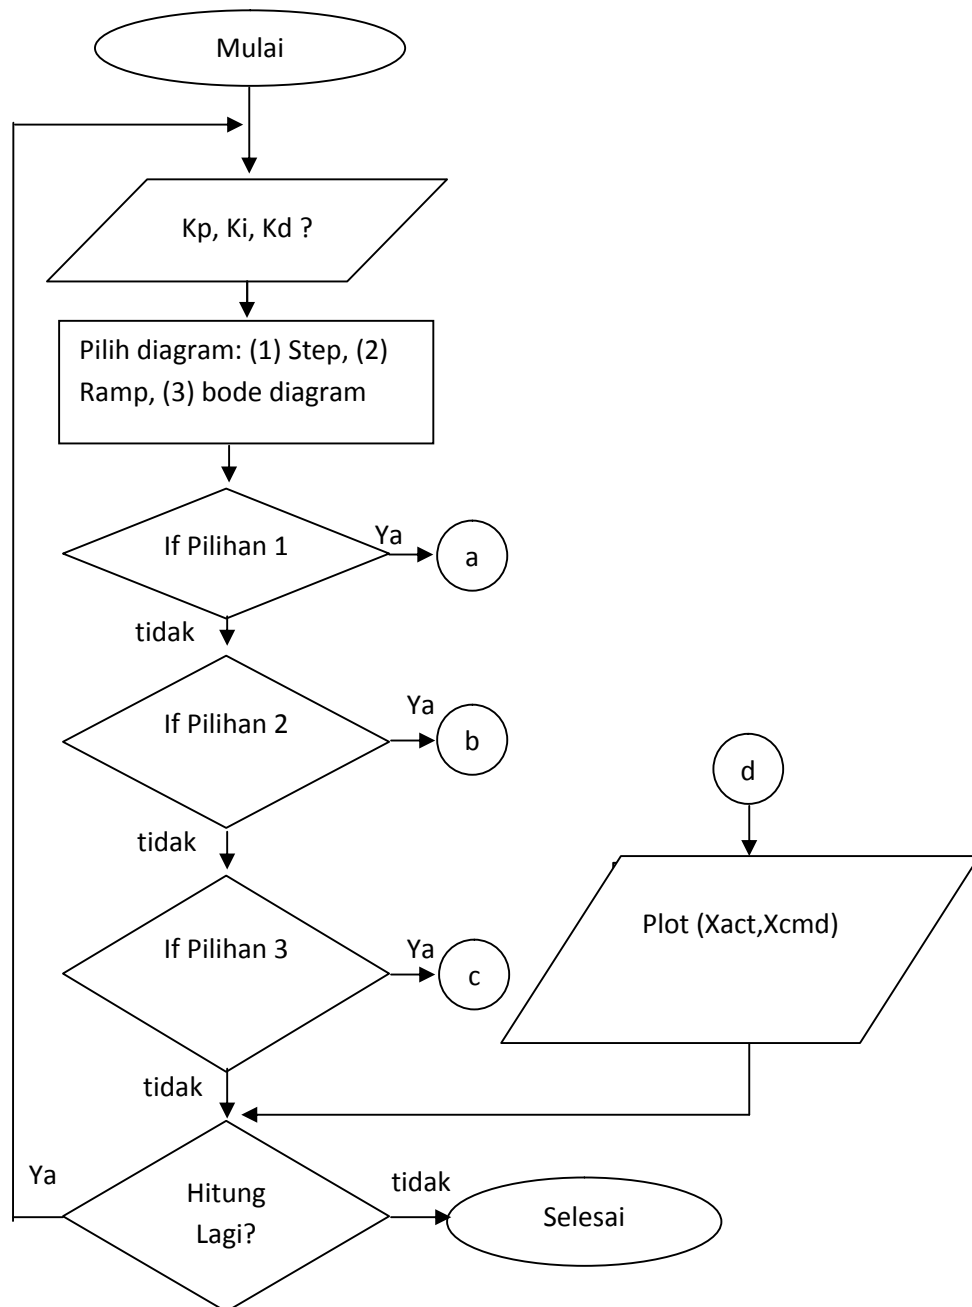 Mulai
Kp, Ki, Kd ?
Pilih diagram: (1) Step, (2)
Ramp, (3) bode diagram
If Pilihan 1
Ya
a
tidak
If Pilihan 2
Ya
b
tidak
If Pilihan 3
Ya
c
tidak
d
Plot (Xact,Xcmd)
Hitung
Lagi?
Ya
tidak
Selesai